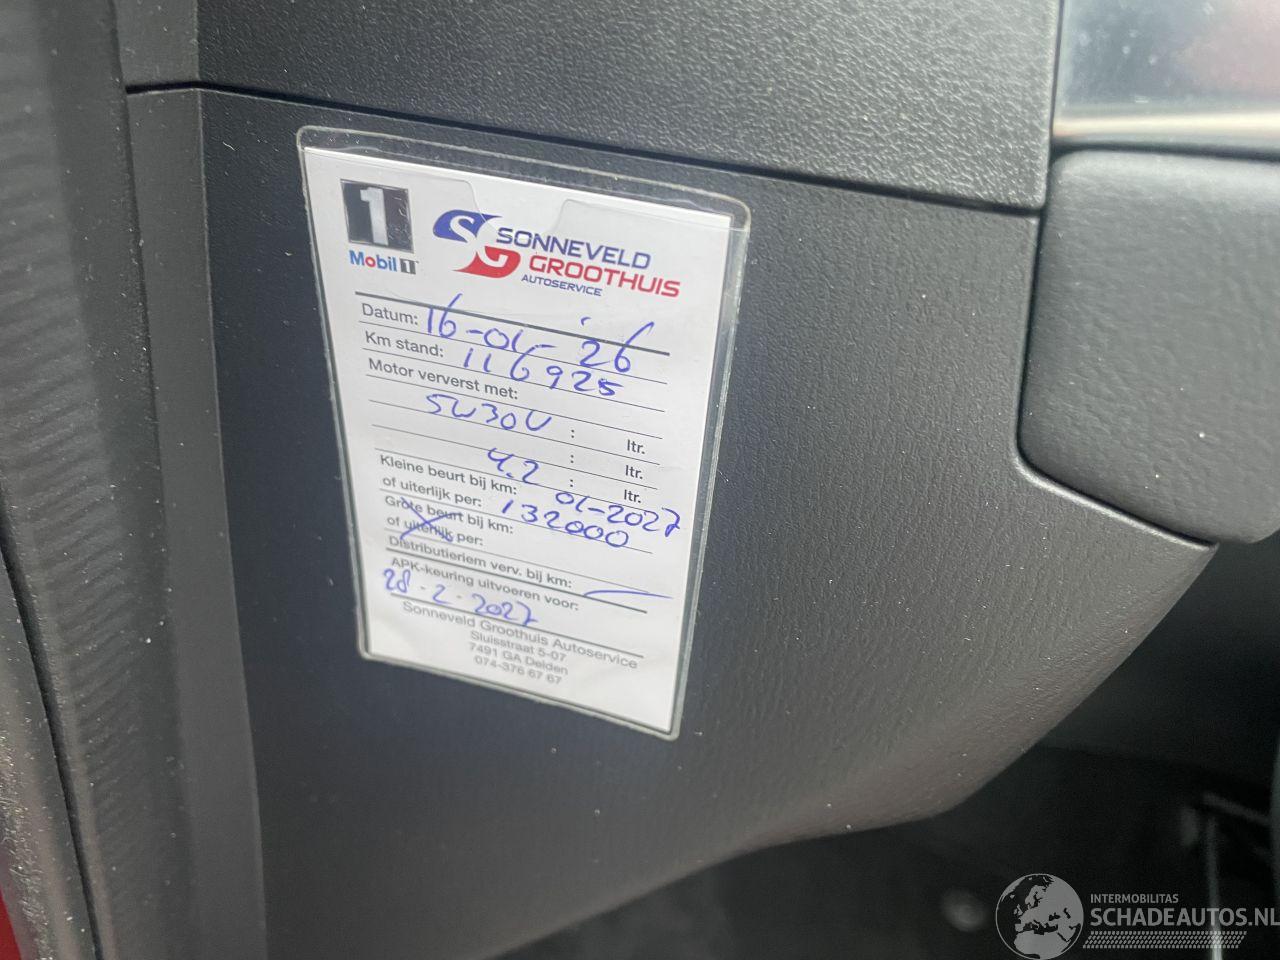 1
Mobil 1
SG SONNEVELD
GROOTHUIS
AUTOSERVICE
Datum: 16-01-'26
Km stand: 116925
Motor ververst met:
5W30V : ltr.
: ltr.
4.2 : ltr.
Kleine beurt bij km: 01-2027
of uiterlijk per: 132000
Grote beurt bij km:
of uiterlijk per:
Distributieriem verv. bij km: —
APK-keuring uitvoeren voor:
28-2-2027
Sonneveld Groothuis Autoservice
Sluisstraat 5-07
7491 GA Delden
074-376 67 67
INTERMOBILITAS
SCHADEAUTOS.NL